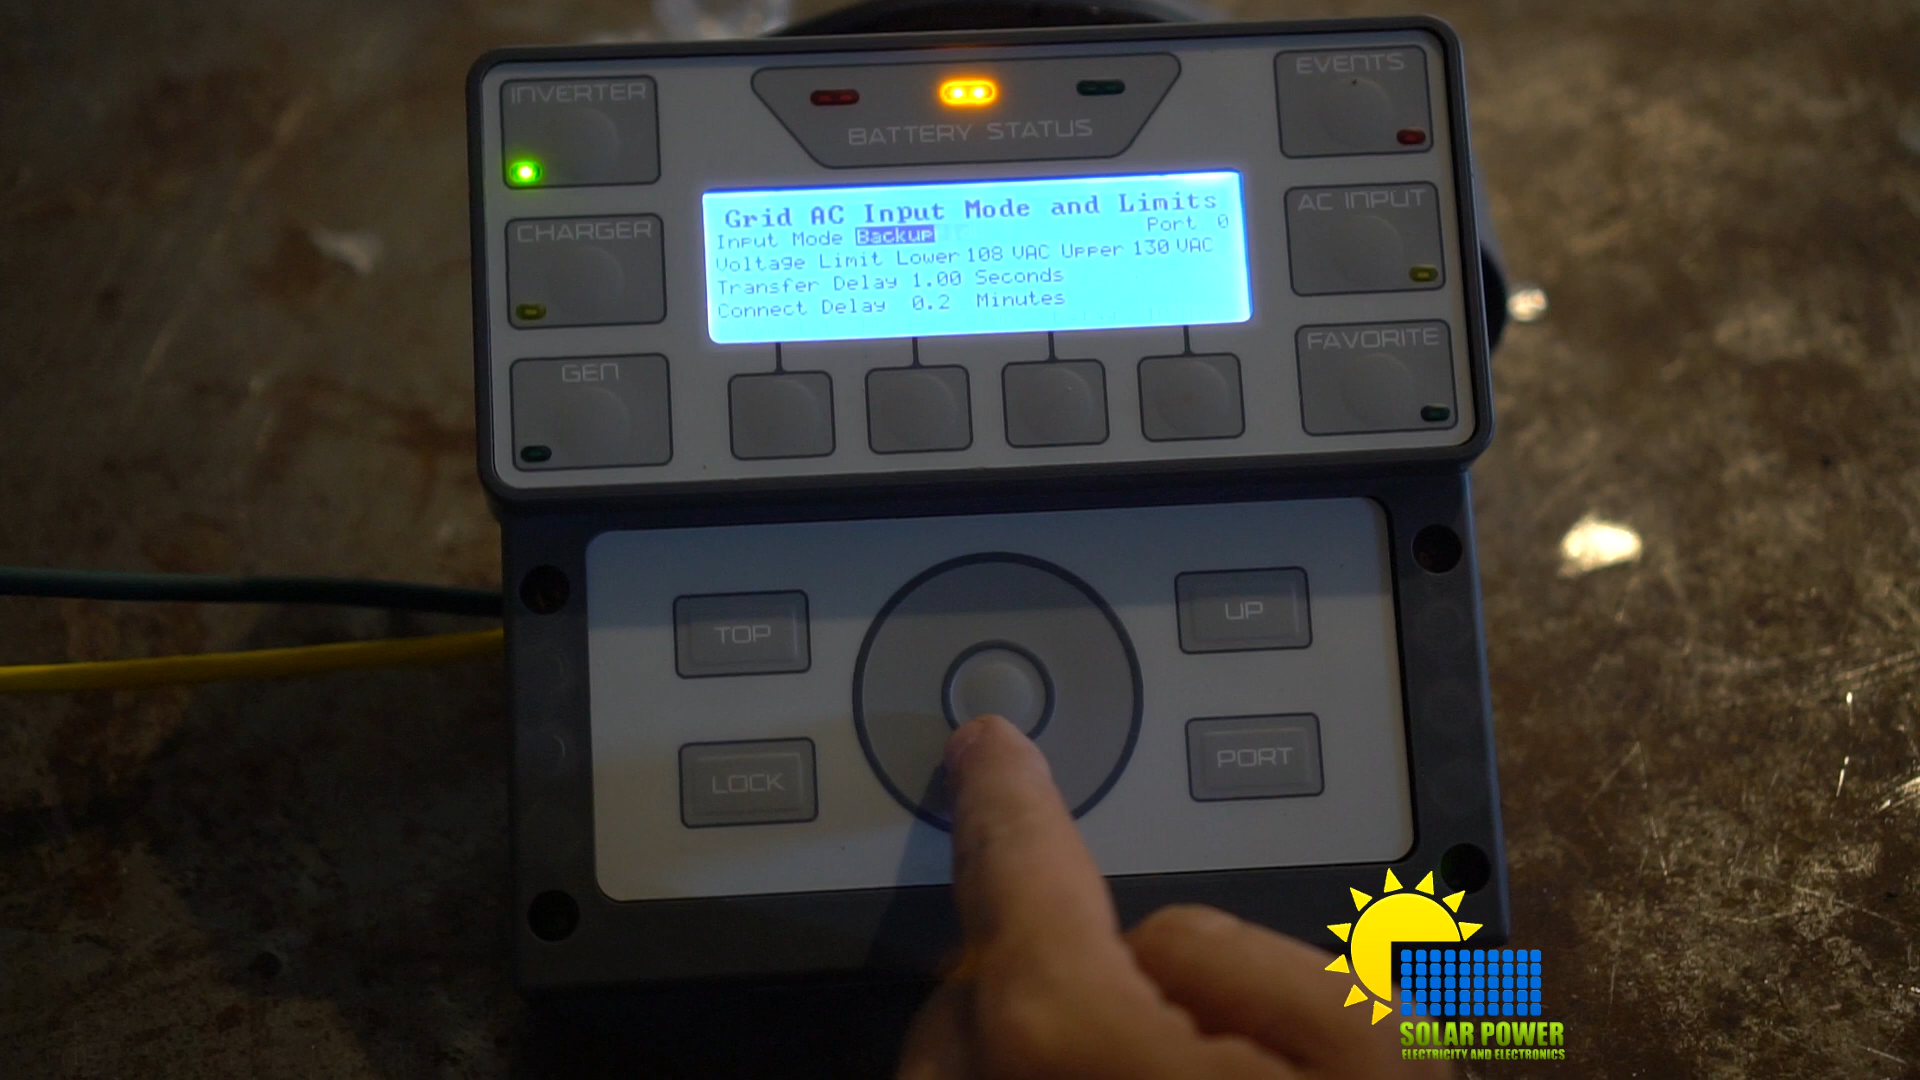 INVERTER
BATTERY STATUS
EVENTS
CHARGER
Grid AC Input Mode and Limits
Input Mode Backup Port 0
Voltage Limit Lower 108 VAC Upper 130 VAC
Transfer Delay 1.00 Seconds
Connect Delay 0.2 Minutes
AC INPUT
GEN
FAVORITE
TOP
UP
LOCK
PORT
SOLAR POWER
ELECTRICITY AND ELECTRONICS